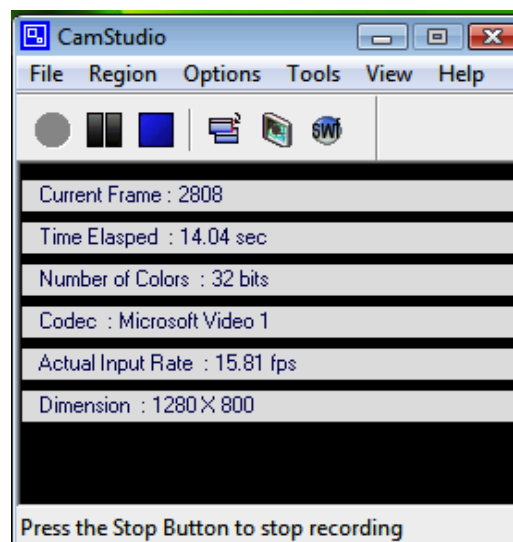 CamStudio
File Region Options Tools View Help
SWf
Current Frame : 2808
Time Elasped : 14.04 sec
Number of Colors : 32 bits
Codec : Microsoft Video 1
Actual Input Rate : 15.81 fps
Dimension : 1280 X 800
Press the Stop Button to stop recording